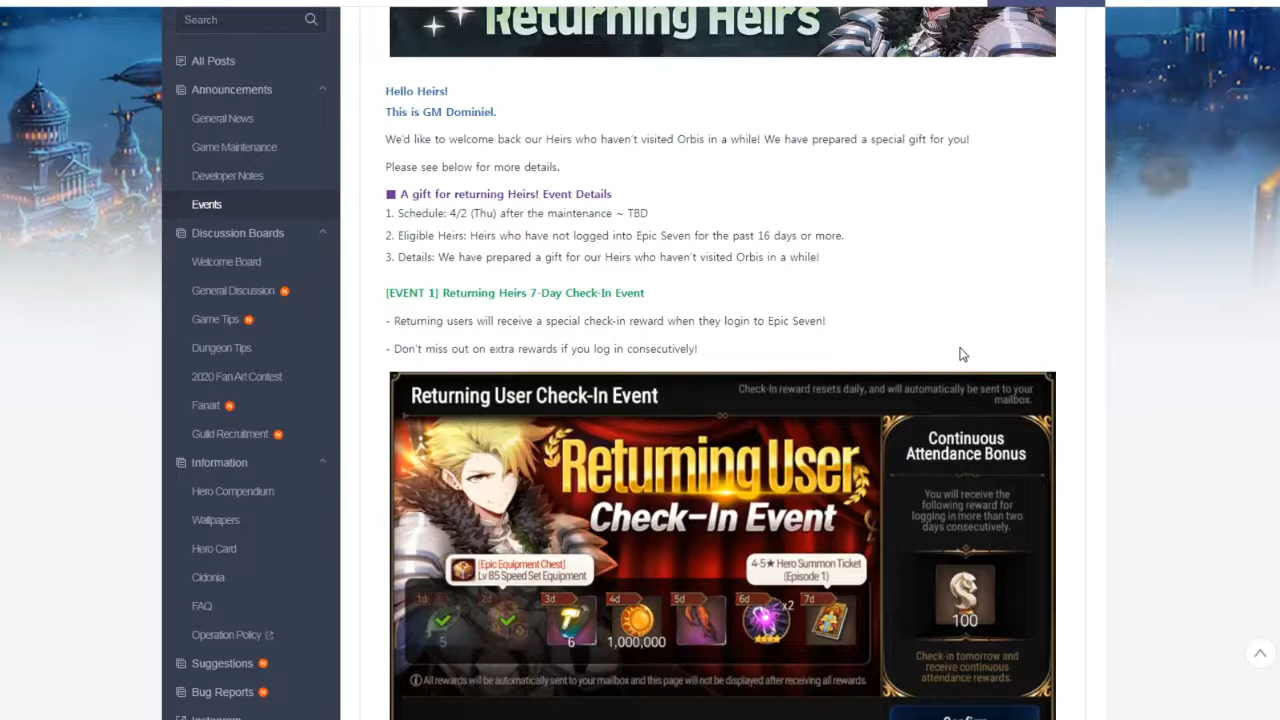 Returning Heirs
Search
All Posts
Announcements
General News
Game Maintenance
Developer Notes
Events
Discussion Boards
Welcome Board
General Discussion N
Game Tips N
Dungeon Tips
2020 Fan Art Contest
Fanart N
Guild Recruitment N
Information
Hero Compendium
Wallpapers
Hero Card
Cidonia
FAQ
Operation Policy
Suggestions N
Bug Reports N
Instagram
Hello Heirs!
This is GM Dominiel.
We'd like to welcome back our Heirs who haven't visited Orbis in a while! We have prepared a special gift for you!
Please see below for more details.
■ A gift for returning Heirs! Event Details
1. Schedule: 4/2 (Thu) after the maintenance ~ TBD
2. Eligible Heirs: Heirs who have not logged into Epic Seven for the past 16 days or more.
3. Details: We have prepared a gift for our Heirs who haven't visited Orbis in a while!
[EVENT 1] Returning Heirs 7-Day Check-In Event
- Returning users will receive a special check-in reward when they login to Epic Seven!
- Don't miss out on extra rewards if you log in consecutively!
Returning User Check-In Event
Check-In reward resets daily, and will automatically be sent to your
mailbox.
Returning User
Check-In Event
[Epic Equipment Chest]
Lv 85 Speed Set Equipment
4-5★ Hero Summon Ticket
(Episode 1)
1d 2d 3d 4d 5d 6d 7d
x2
5 6 1,000,000
All rewards will be automatically sent to your mailbox and this page will not be displayed after receiving all rewards.
Continuous
Attendance Bonus
You will receive the
following reward for
logging in more than two
days consecutively.
100
Check-in tomorrow and
receive continuous
attendance rewards.
Confirm